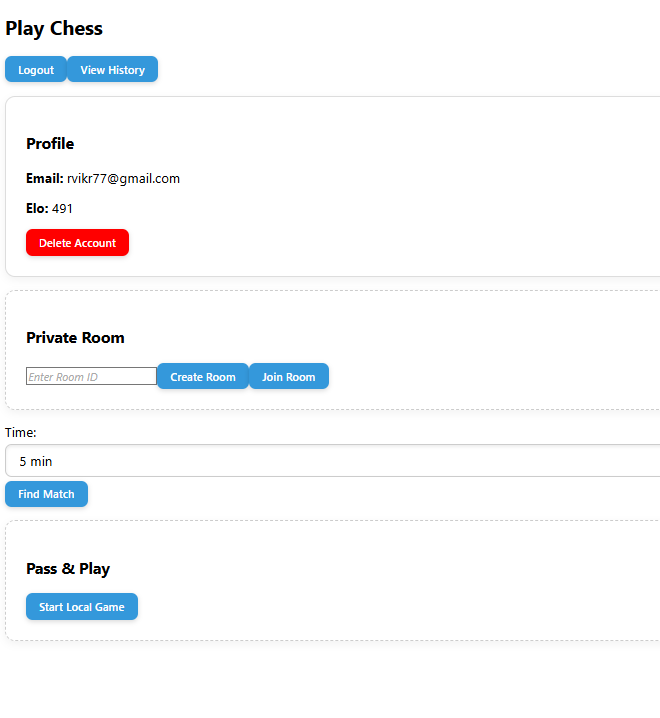 Play Chess
Logout View History
Profile
Email: rvikr77@gmail.com
Elo: 491
Delete Account
Private Room
Enter Room ID Create Room Join Room
Time:
5 min
Find Match
Pass & Play
Start Local Game